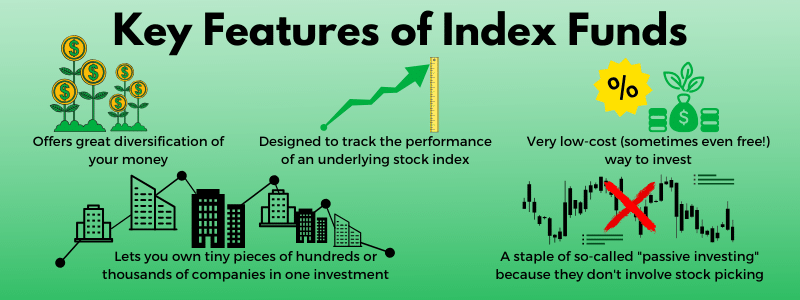 Key Features of Index Funds
$
$
$
$
$
%
$
Offers great diversification of
your money
Designed to track the performance
of an underlying stock index
Very low-cost (sometimes even free!)
way to invest
Lets you own tiny pieces of hundreds or
thousands of companies in one investment
A staple of so-called "passive investing"
because they don't involve stock picking